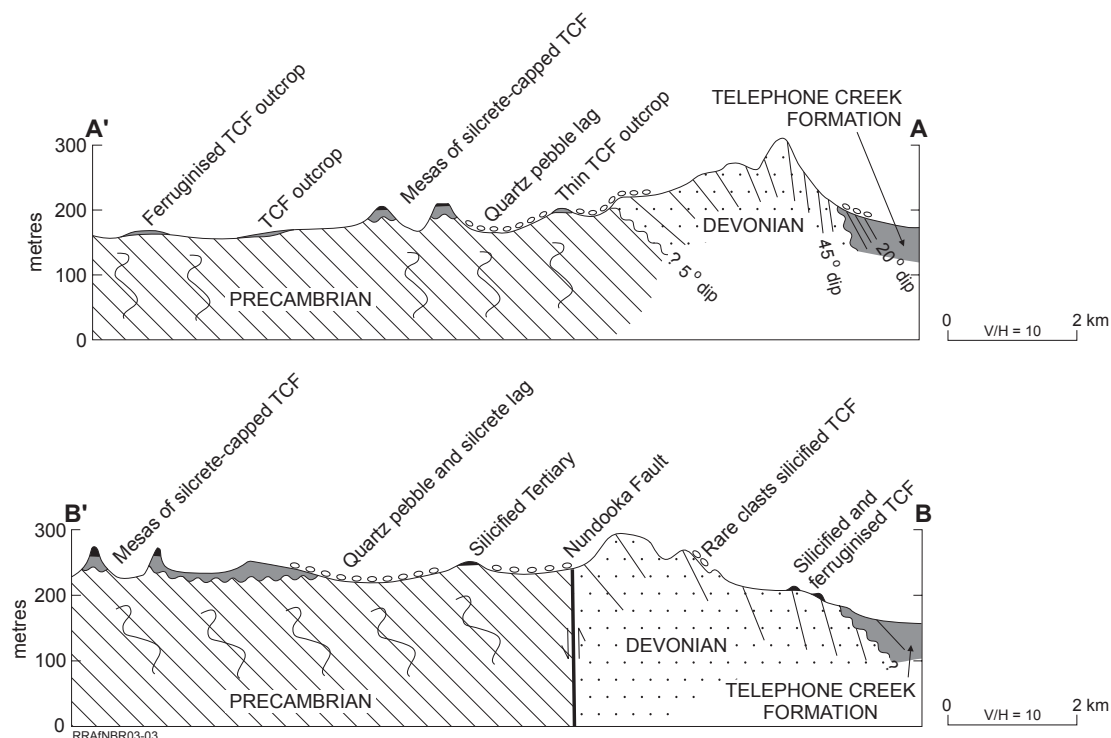 A'
Ferruginised TCF outcrop
TCF outcrop
Mesas of silcrete-capped TCF
Quartz pebble lag
Thin TCF outcrop
TELEPHONE CREEK
FORMATION
A
300
200
100
0
metres
PRECAMBRIAN
DEVONIAN
? 5° dip
45° dip
20° dip
0
2 km
V/H = 10
B'
Mesas of silcrete-capped TCF
Quartz pebble and silcrete lag
Silicified Tertiary
Nundooka Fault
Rare clasts silicified TCF
Silicified and
ferruginised TCF
B
300
200
100
0
metres
PRECAMBRIAN
DEVONIAN
?
TELEPHONE CREEK
FORMATION
0
2 km
V/H = 10
RRAfNBR03-03